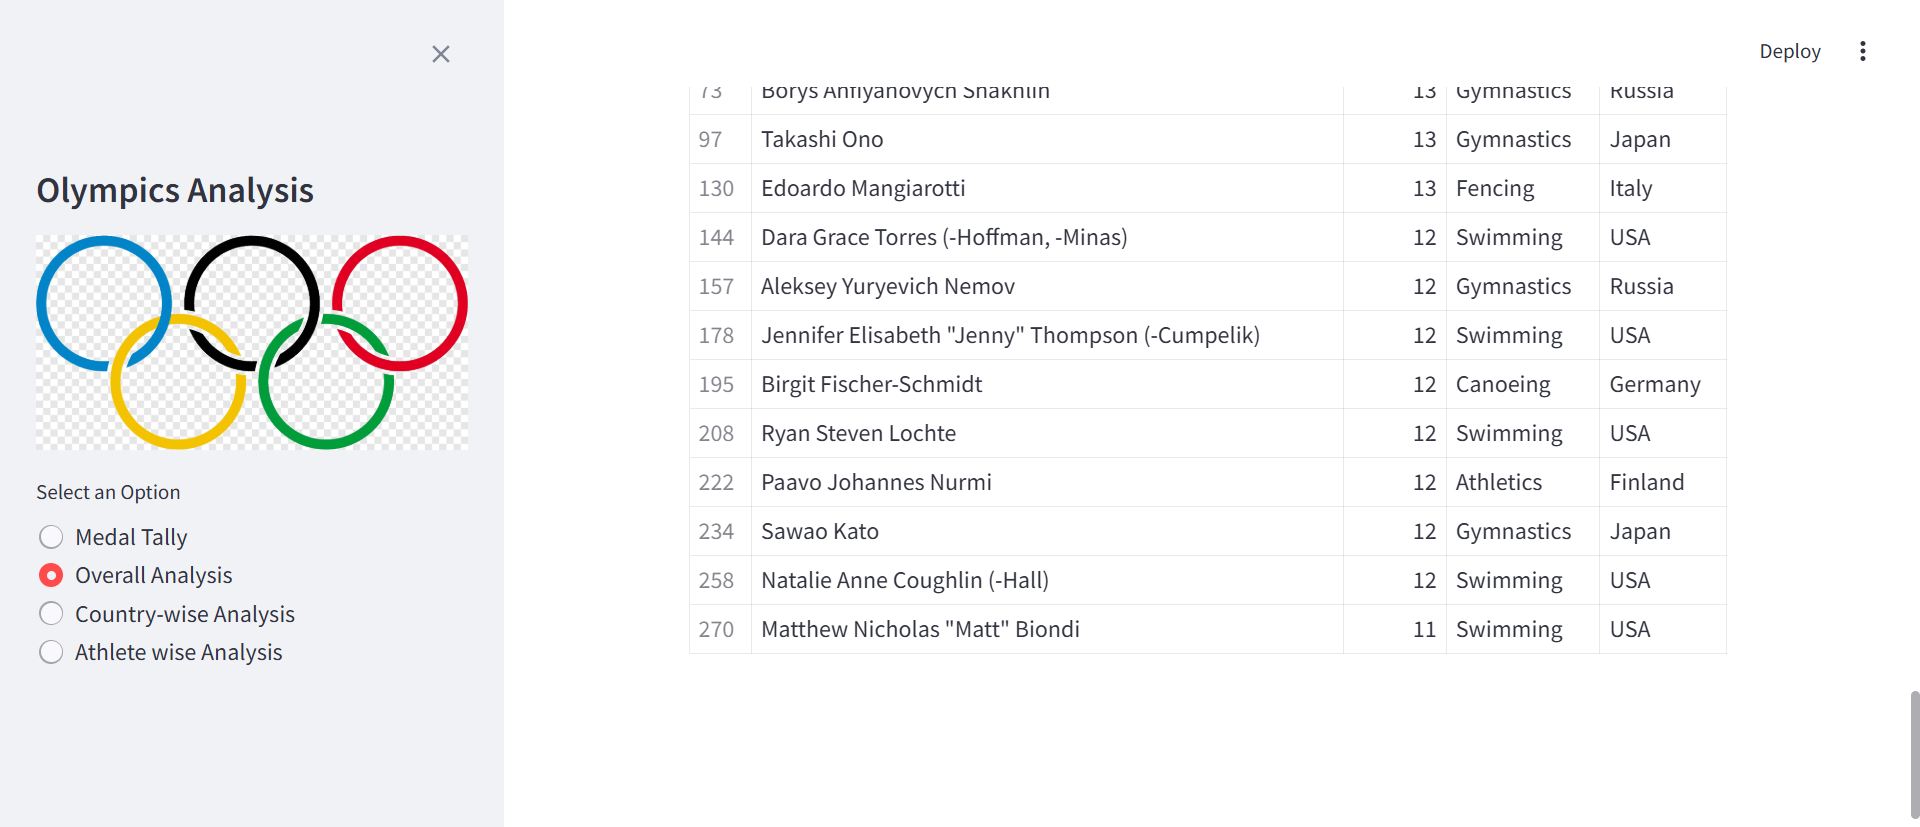 Deploy
Olympics Analysis
Select an Option
Medal Tally
Overall Analysis
Country-wise Analysis
Athlete wise Analysis
73 Borys Anfiyanovych Shakhlin 13 Gymnastics Russia
97 Takashi Ono 13 Gymnastics Japan
130 Edoardo Mangiarotti 13 Fencing Italy
144 Dara Grace Torres (-Hoffman, -Minas) 12 Swimming USA
157 Aleksey Yuryevich Nemov 12 Gymnastics Russia
178 Jennifer Elisabeth "Jenny" Thompson (-Cumpelik) 12 Swimming USA
195 Birgit Fischer-Schmidt 12 Canoeing Germany
208 Ryan Steven Lochte 12 Swimming USA
222 Paavo Johannes Nurmi 12 Athletics Finland
234 Sawao Kato 12 Gymnastics Japan
258 Natalie Anne Coughlin (-Hall) 12 Swimming USA
270 Matthew Nicholas "Matt" Biondi 11 Swimming USA